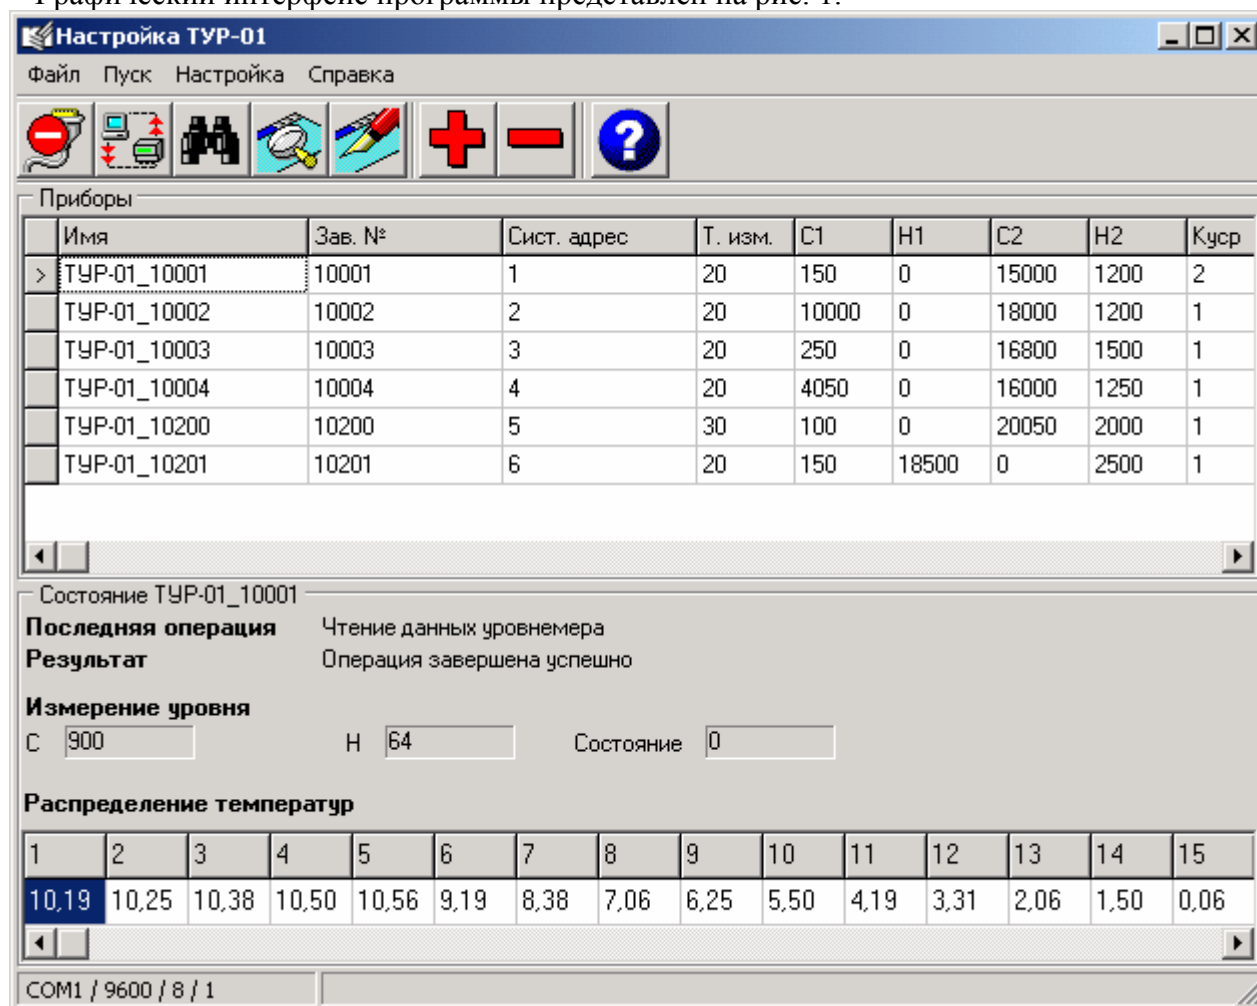 Графический интерфейс программы представлен на рис. 1.
Настройка ТУР-01
Файл Пуск Настройка Справка
Приборы
Имя Зав. № Сист. адрес Т. изм. C1 H1 C2 H2 Kуср
> ТУР-01_10001 10001 1 20 150 0 15000 1200 2
ТУР-01_10002 10002 2 20 10000 0 18000 1200 1
ТУР-01_10003 10003 3 20 250 0 16800 1500 1
ТУР-01_10004 10004 4 20 4050 0 16000 1250 1
ТУР-01_10200 10200 5 30 100 0 20050 2000 1
ТУР-01_10201 10201 6 20 150 18500 0 2500 1
Состояние ТУР-01_10001
Последняя операция Чтение данных уровнемера
Результат Операция завершена успешно
Измерение уровня
C 900 H 64 Состояние 0
Распределение температур
1 2 3 4 5 6 7 8 9 10 11 12 13 14 15
10,19 10,25 10,38 10,50 10,56 9,19 8,38 7,06 6,25 5,50 4,19 3,31 2,06 1,50 0,06
COM1 / 9600 / 8 / 1